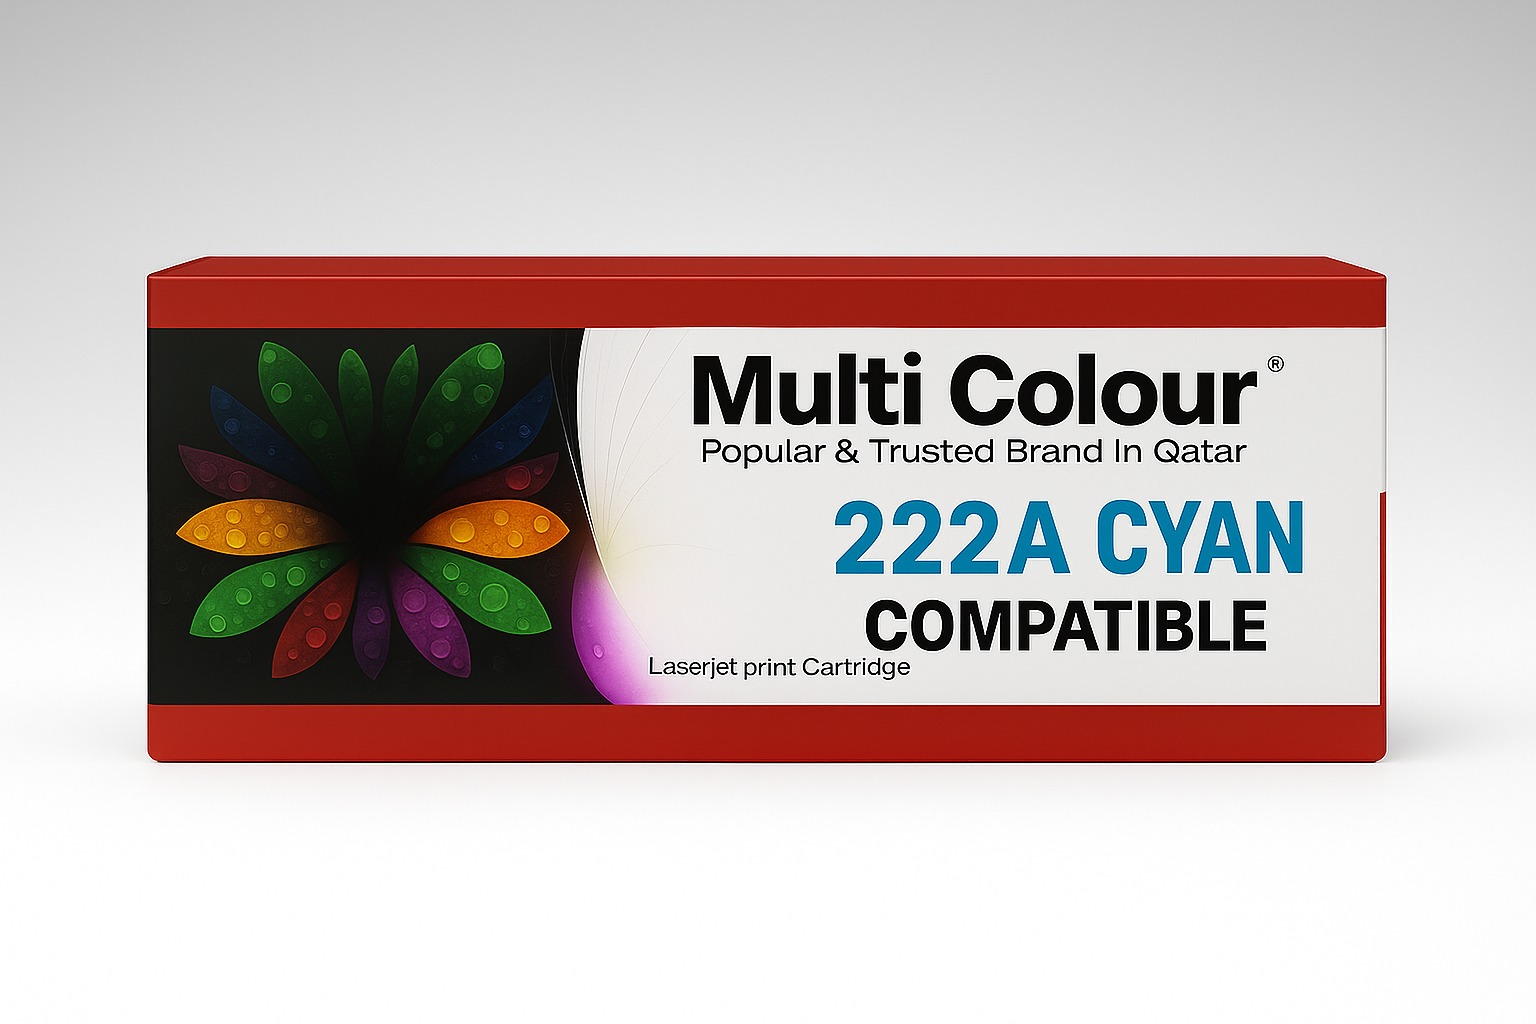 Multi Colour ®
Popular & Trusted Brand In Qatar
222A CYAN
COMPATIBLE
Laserjet print Cartridge